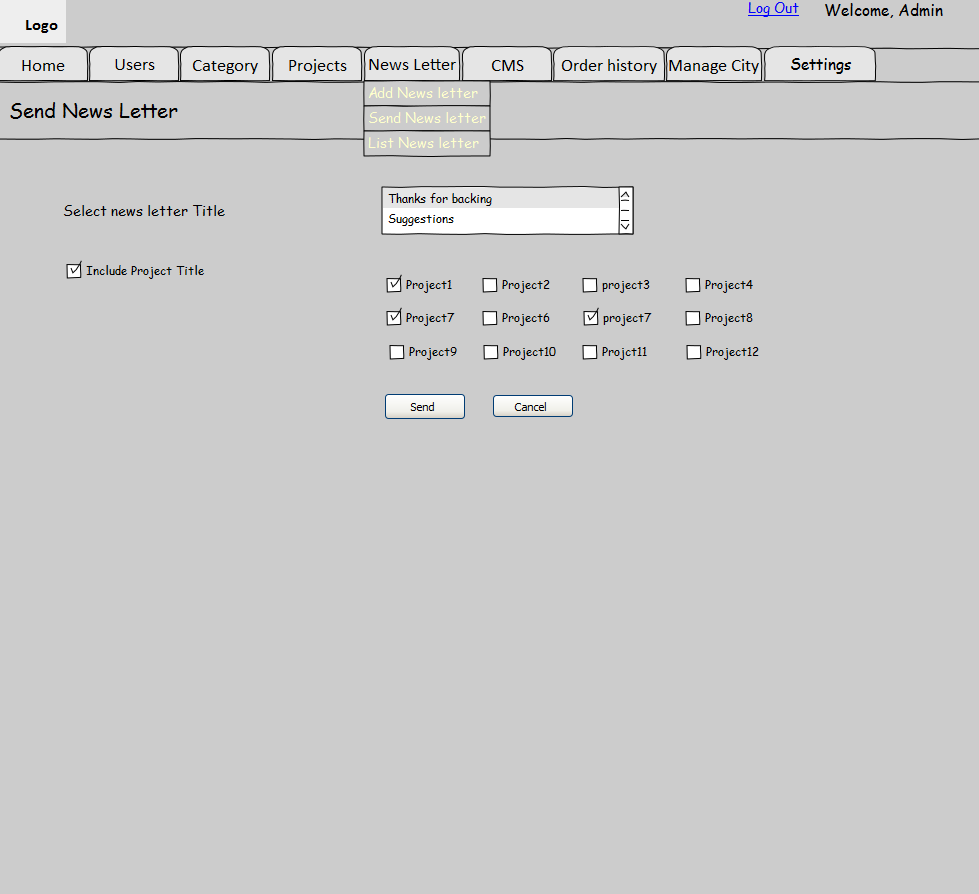 Logo
Log Out Welcome, Admin
Home Users Category Projects News Letter CMS Order history Manage City Settings
Add News letter
Send News Letter
Send News letter
List News letter
Select news letter Title
Thanks for backing
Suggestions
Include Project Title
Project1 Project2 project3 Project4
Project7 Project6 project7 Project8
Project9 Project10 Projct11 Project12
Send Cancel